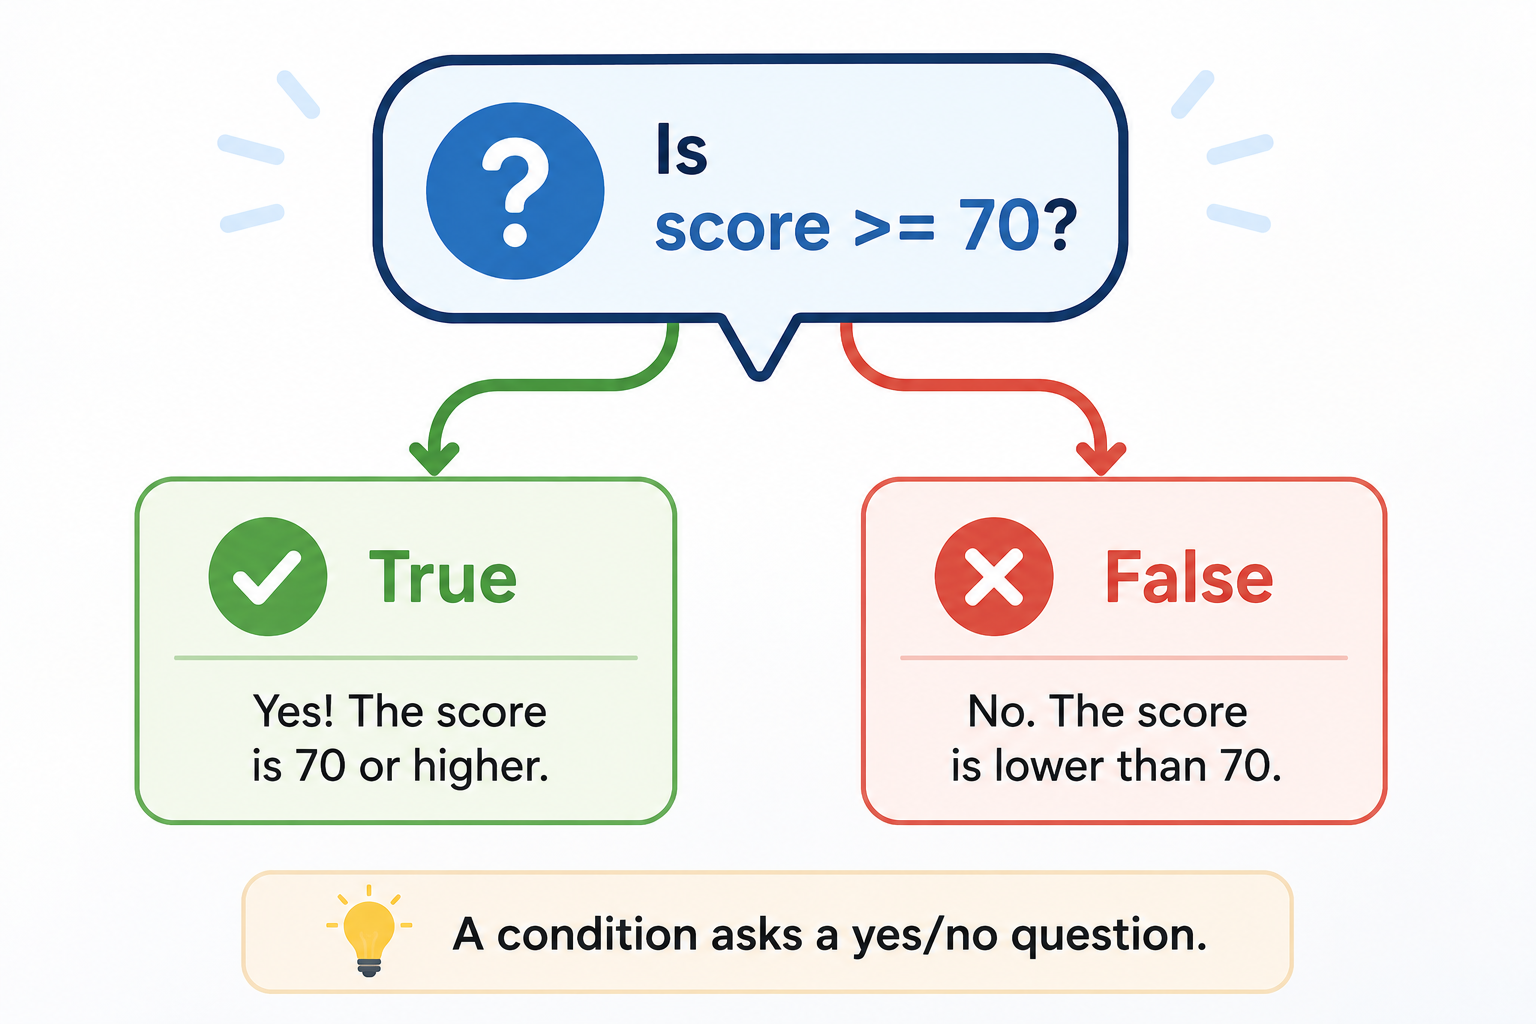 ?
Is
score >= 70?
True
Yes! The score
is 70 or higher.
False
No. The score
is lower than 70.
A condition asks a yes/no question.